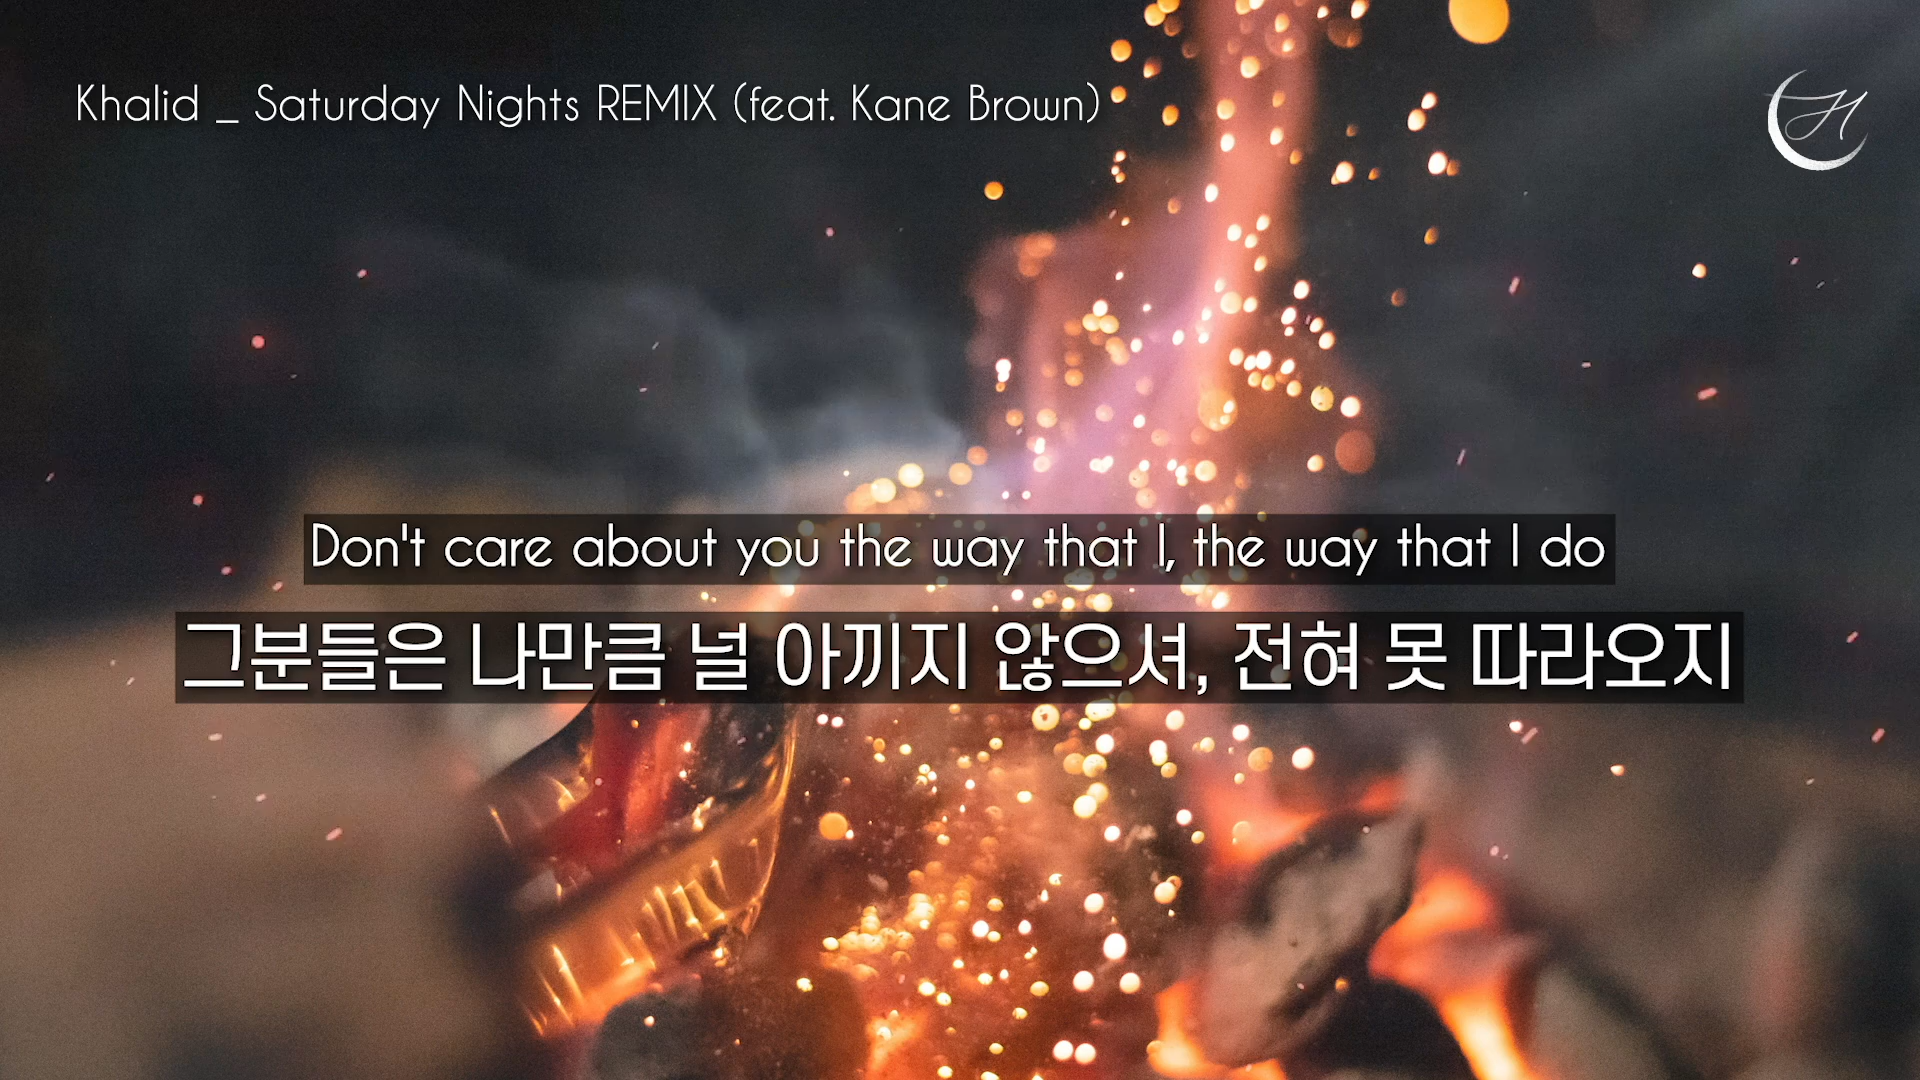 Khalid _ Saturday Nights REMIX (feat. Kane Brown)
H
Don't care about you the way that I, the way that I do
그분들은 나만큼 널 아끼지 않으셔, 전혀 못 따라오지